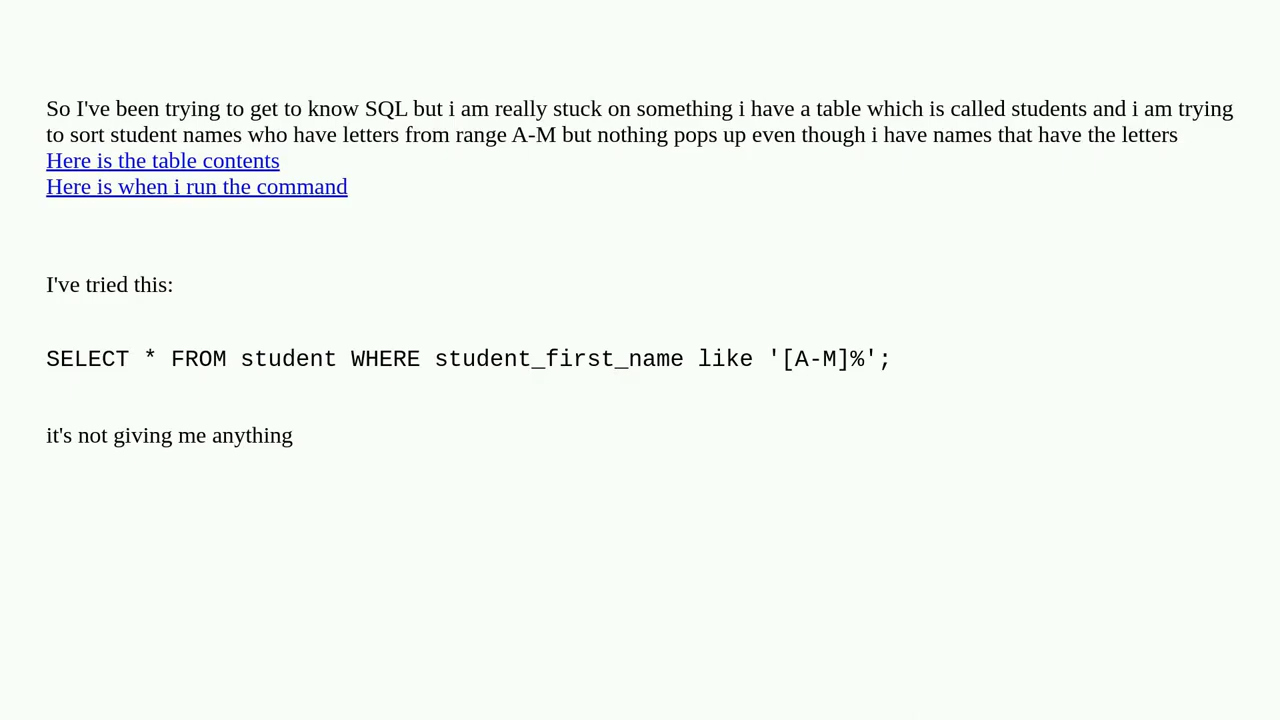 So I've been trying to get to know SQL but i am really stuck on something i have a table which is called students and i am trying
to sort student names who have letters from range A-M but nothing pops up even though i have names that have the letters
Here is the table contents
Here is when i run the command
I've tried this:
SELECT * FROM student WHERE student_first_name like '[A-M]%';
it's not giving me anything